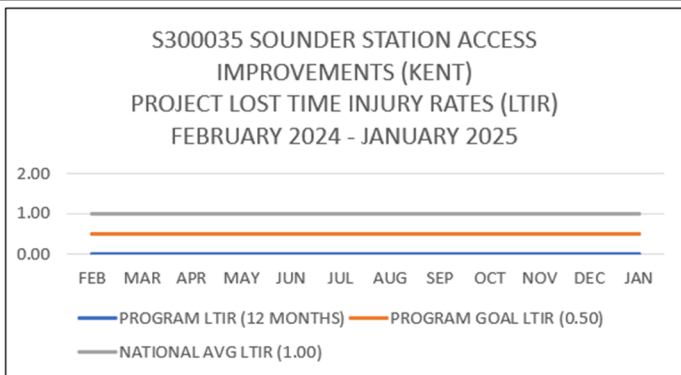 S300035 SOUNDER STATION ACCESS
IMPROVEMENTS (KENT)
PROJECT LOST TIME INJURY RATES (LTIR)
FEBRUARY 2024 - JANUARY 2025
2.00
1.00
0.00
FEB MAR APR MAY JUN JUL AUG SEP OCT NOV DEC JAN
PROGRAM LTIR (12 MONTHS) PROGRAM GOAL LTIR (0.50)
NATIONAL AVG LTIR (1.00)